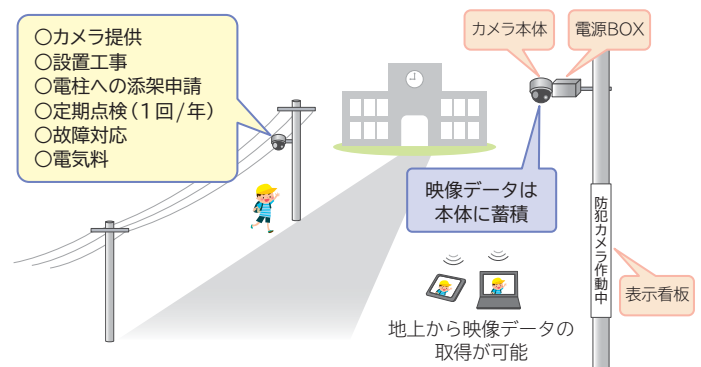 ○カメラ提供
○設置工事
○電柱への添架申請
○定期点検(1回/年)
○故障対応
○電気料
カメラ本体
電源BOX
映像データは
本体に蓄積
防犯カメラ作動中
表示看板
地上から映像データの
取得が可能